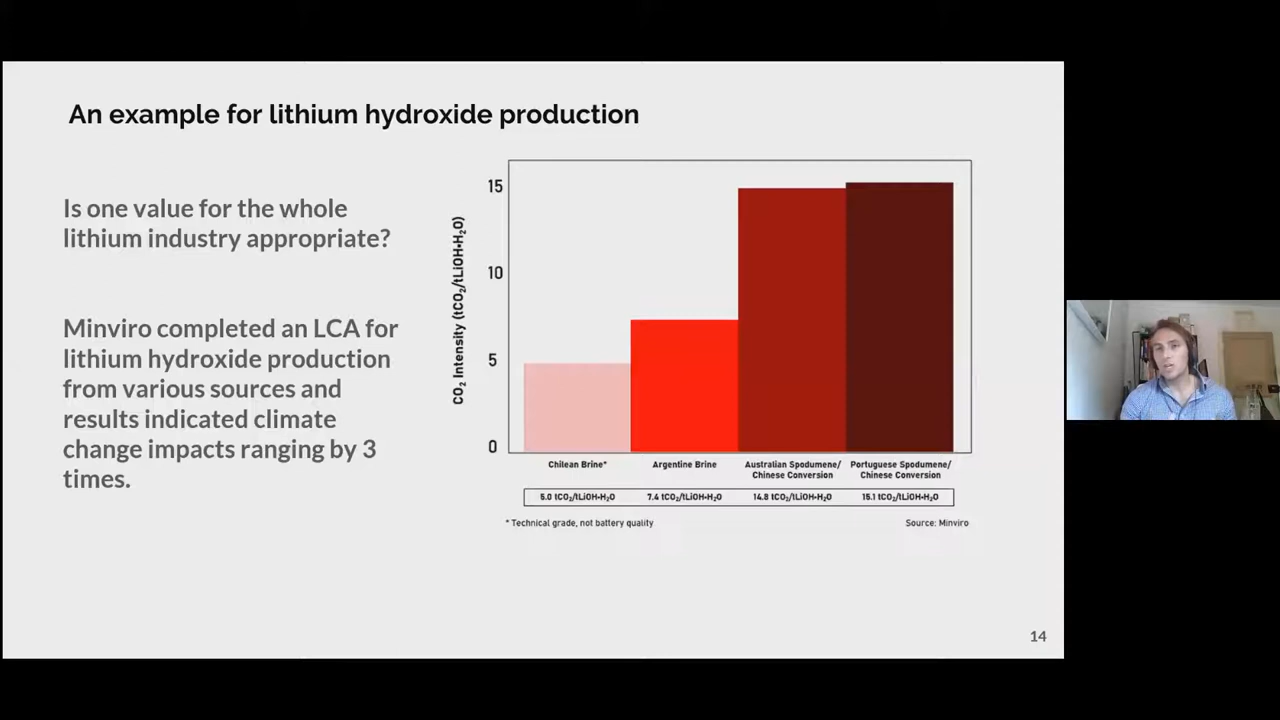 An example for lithium hydroxide production
Is one value for the whole
lithium industry appropriate?
Minviro completed an LCA for
lithium hydroxide production
from various sources and
results indicated climate
change impacts ranging by 3
times.
CO₂ Intensity (tCO₂/tLiOH•H₂O)
15
10
5
0
Chilean Brine*
Argentine Brine
Australian Spodumene/
Chinese Conversion
Portuguese Spodumene/
Chinese Conversion
5.0 tCO₂/tLiOH•H₂O
7.4 tCO₂/tLiOH•H₂O
14.8 tCO₂/tLiOH•H₂O
15.1 tCO₂/tLiOH•H₂O
* Technical grade, not battery quality
Source: Minviro
14